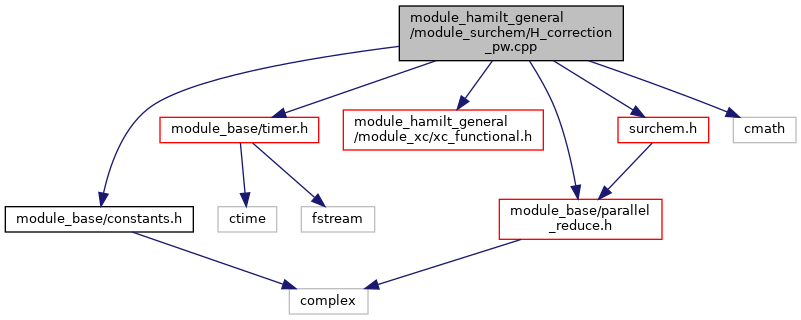 module_hamilt_general
/module_surchem/H_correction
_pw.cpp
module_base/timer.h
module_hamilt_general
/module_xc/xc_functional.h
surchem.h
cmath
module_base/constants.h
ctime
fstream
module_base/parallel
_reduce.h
complex